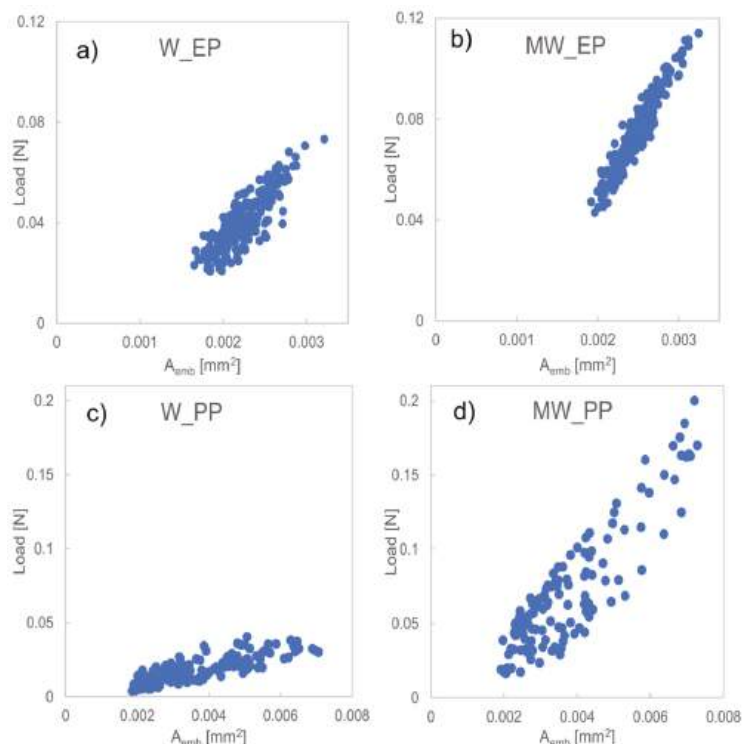 a) W_EP
Load [N]
0.12
0.08
0.04
0
0 0.001 0.002 0.003
A_emb [mm²]
b) MW_EP
Load [N]
0.12
0.08
0.04
0
0 0.001 0.002 0.003
A_emb [mm²]
c) W_PP
Load [N]
0.2
0.15
0.1
0.05
0
0 0.002 0.004 0.006 0.008
A_emb [mm²]
d) MW_PP
Load [N]
0.2
0.15
0.1
0.05
0
0 0.002 0.004 0.006 0.008
A_emb [mm²]